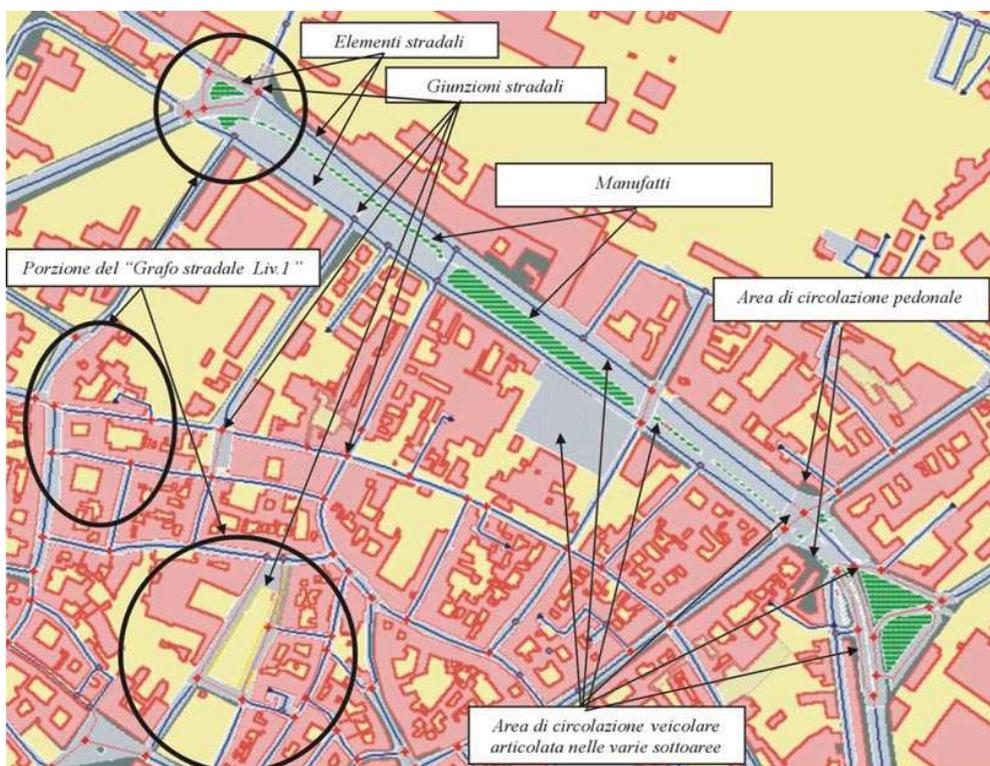 Elementi stradali
Giunzioni stradali
Manufatti
Porzione del “Grafo stradale Liv.1”
Area di circolazione pedonale
Area di circolazione veicolare
articolata nelle varie sottoaree